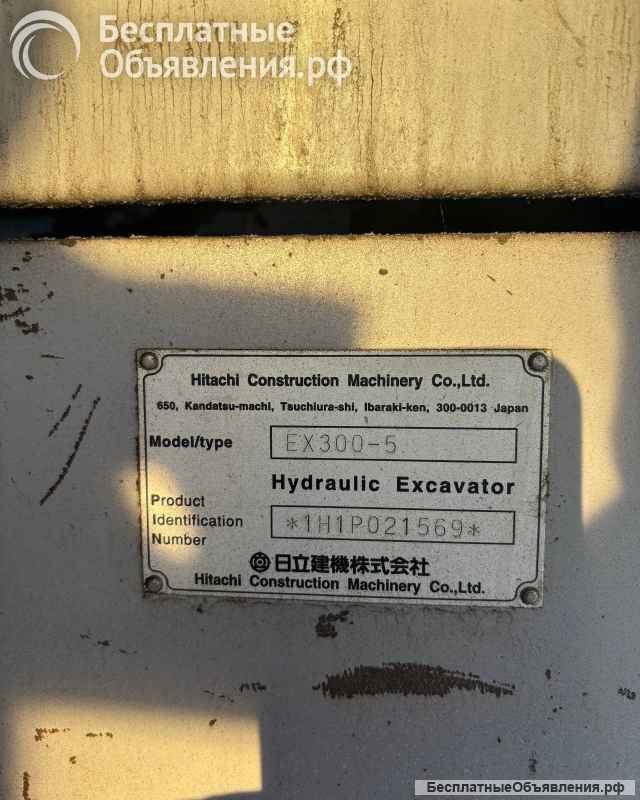 Бесплатные
Объявления.рф
Hitachi Construction Machinery Co.,Ltd.
650, Kandatsu-machi, Tsuchiura-shi, Ibaraki-ken, 300-0013 Japan
Model/type EX300-5
Hydraulic Excavator
Product
Identification
Number
*1H1P021569*
日立建機株式会社
Hitachi Construction Machinery Co.,Ltd.
БесплатныеОбъявления.рф